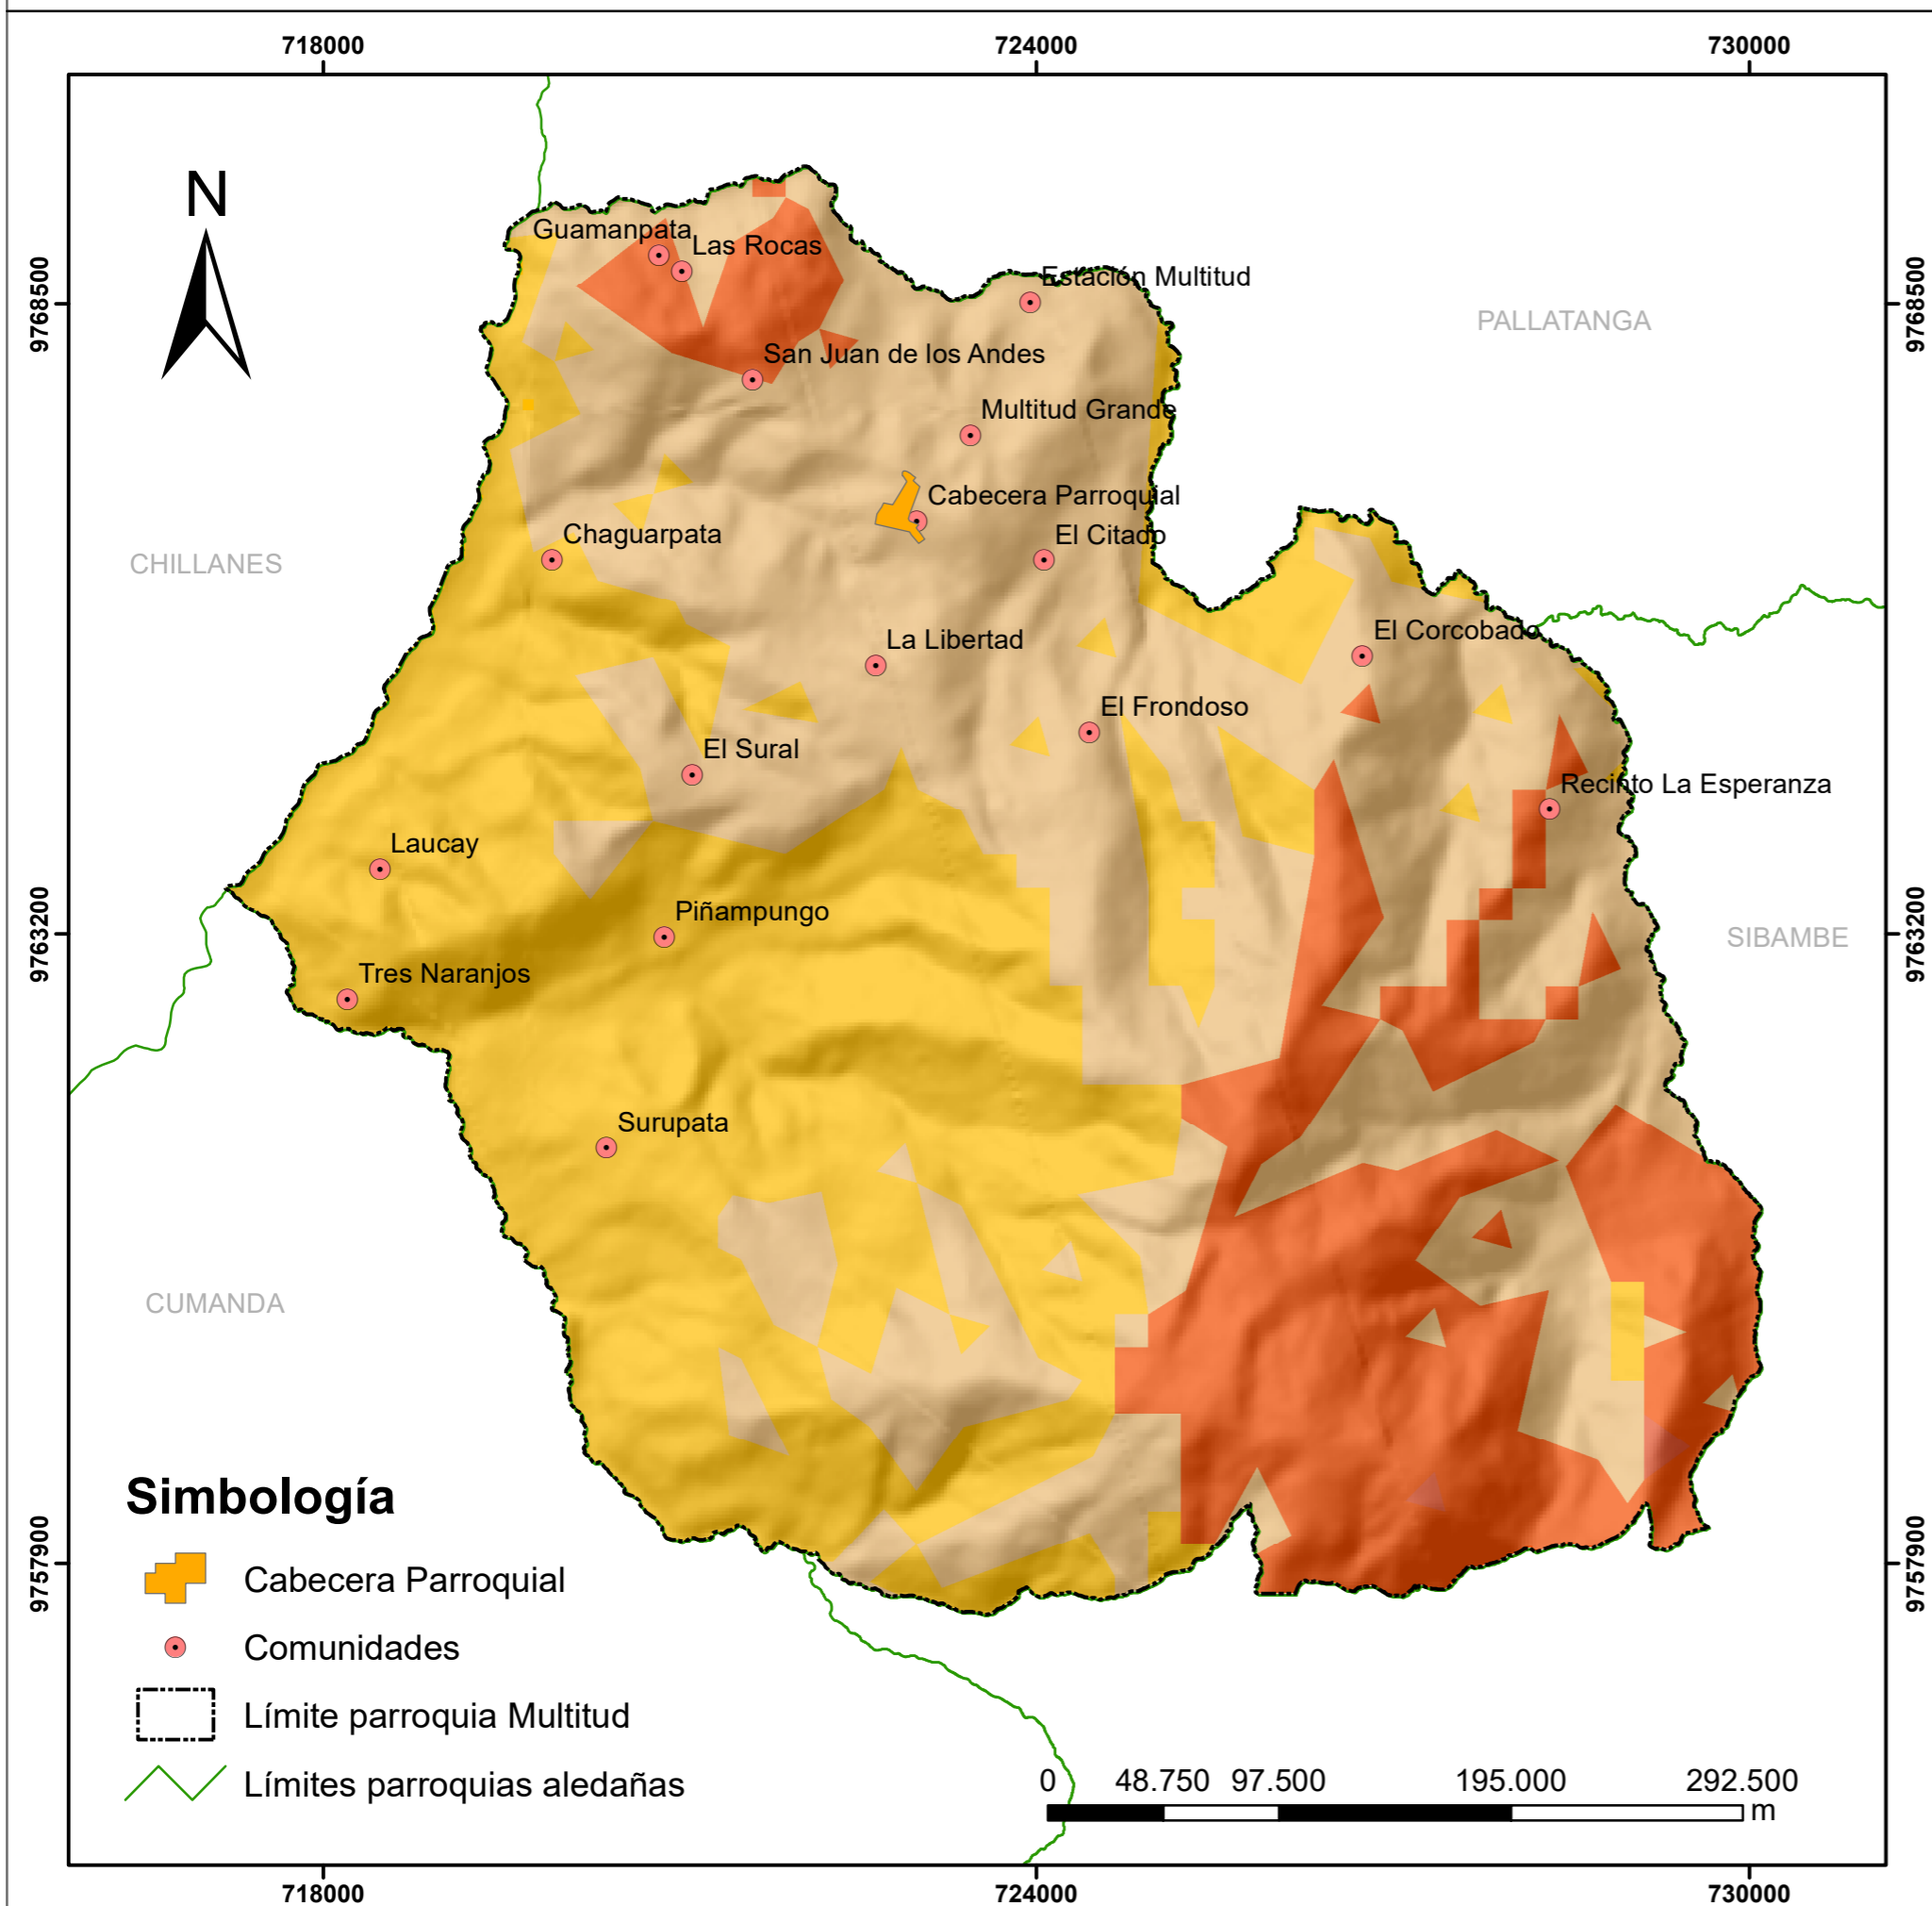 718000
724000
730000
N
Guamanpata
Las Rocas
Estación Multitud
9768500
9768500
PALLATANGA
San Juan de los Andes
Multitud Grande
Cabecera Parroquial
Chaguarpata
El Citado
CHILLANES
La Libertad
El Corcobado
El Frondoso
El Sural
Recinto La Esperanza
Laucay
Piñampungo
9763200
9763200
SIBAMBE
Tres Naranjos
Surupata
CUMANDA
Simbología
9757900
9757900
Cabecera Parroquial
Comunidades
Límite parroquia Multitud
Límites parroquias aledañas
0 48.750 97.500 195.000 292.500
m
718000
724000
730000